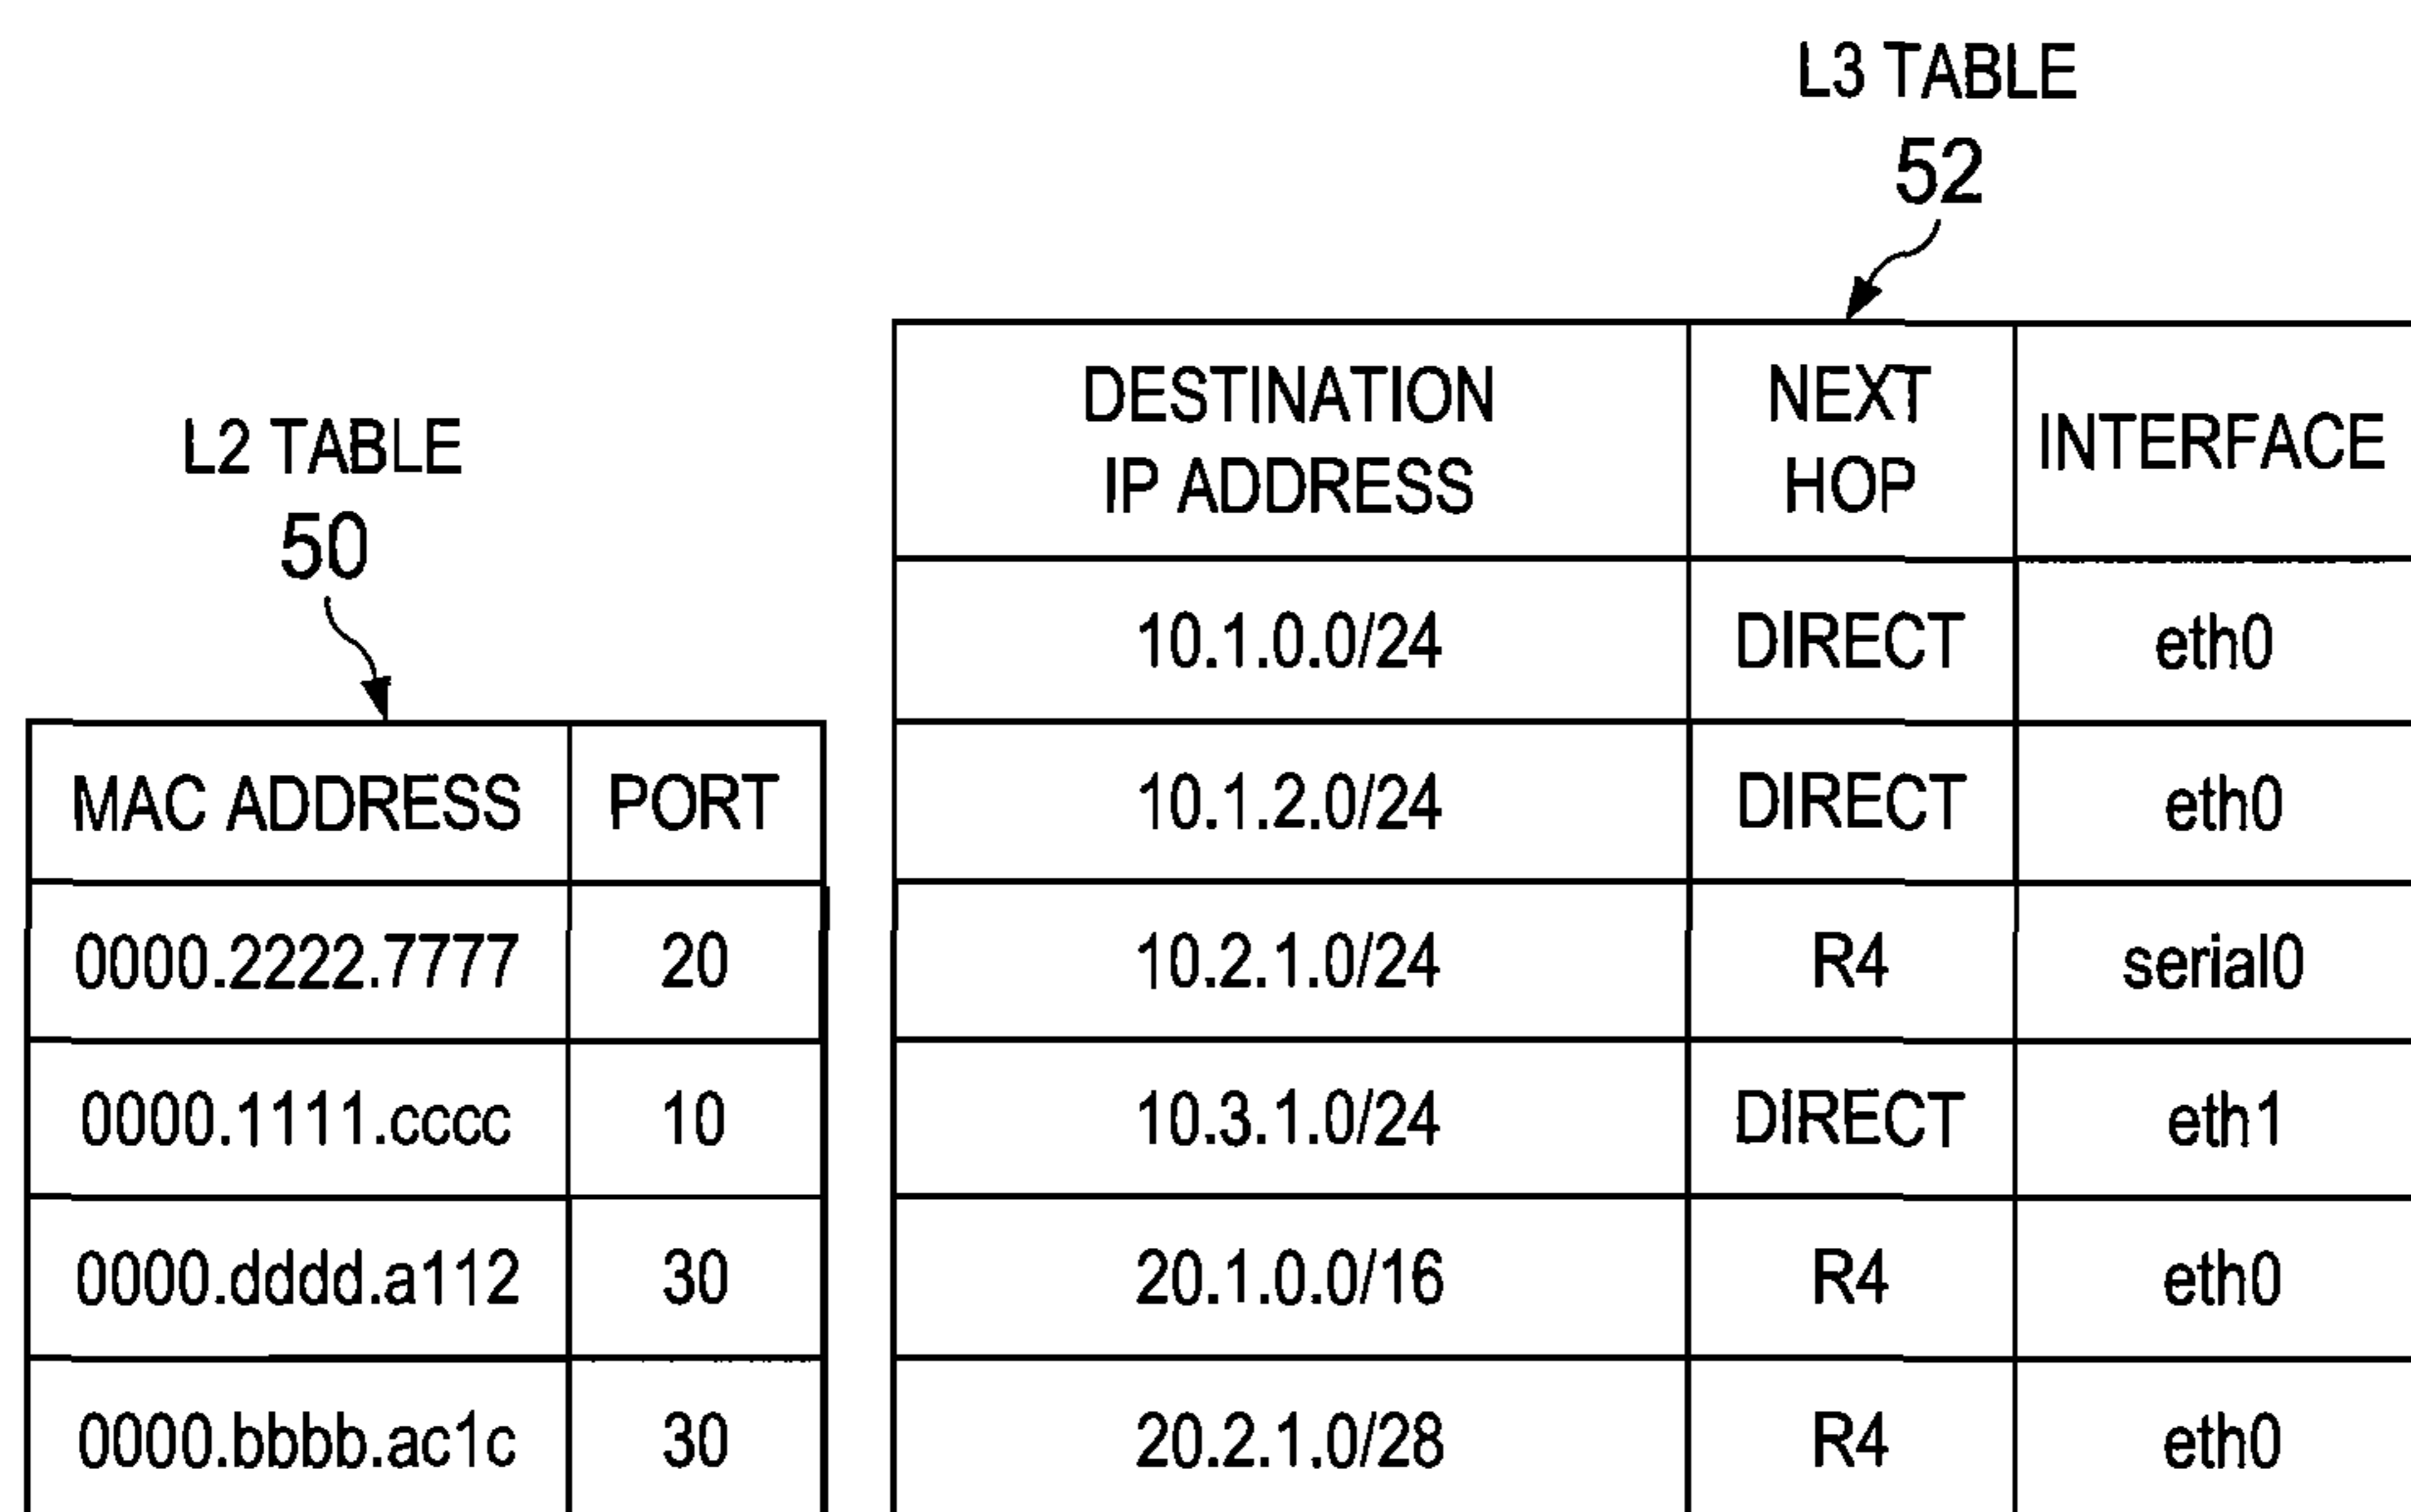 L3 TABLE
52
L2 TABLE
50
MAC ADDRESS PORT
0000.2222.7777 20
0000.1111.cccc 10
0000.dddd.a112 30
0000.bbbb.ac1c 30
DESTINATION
IP ADDRESS
NEXT
HOP
INTERFACE
10.1.0.0/24 DIRECT eth0
10.1.2.0/24 DIRECT eth0
10.2.1.0/24 R4 serial0
10.3.1.0/24 DIRECT eth1
20.1.0.0/16 R4 eth0
20.2.1.0/28 R4 eth0